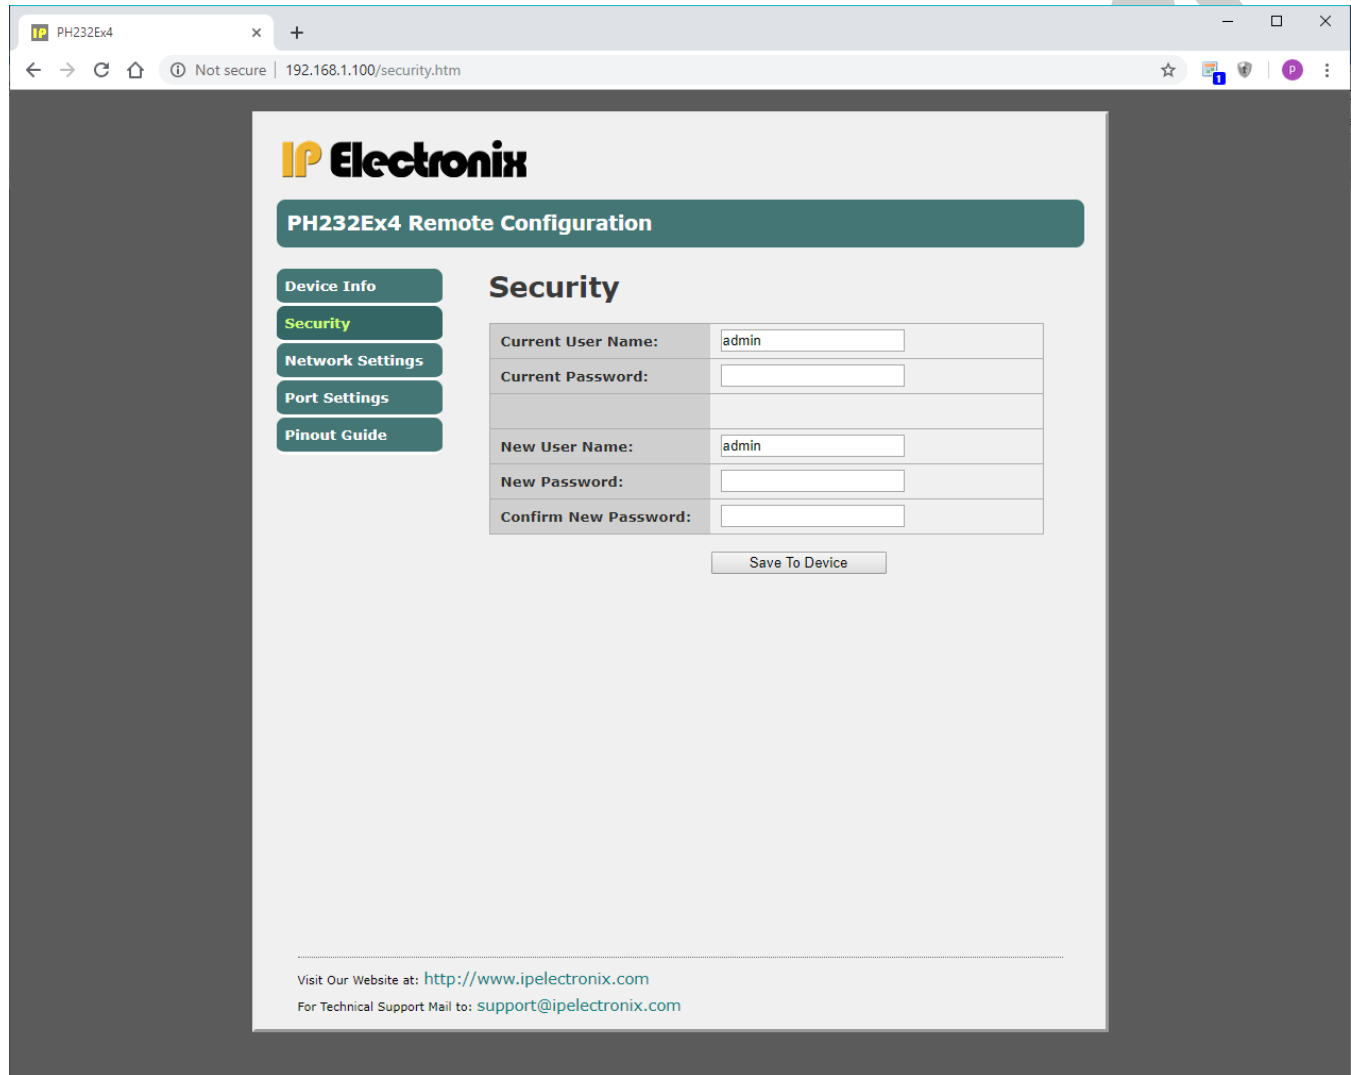 IP PH232Ex4
Not secure | 192.168.1.100/security.htm
1
P
IP Electronix
PH232Ex4 Remote Configuration
Device Info
Security
Network Settings
Port Settings
Pinout Guide
Security
Current User Name: admin
Current Password:
New User Name: admin
New Password:
Confirm New Password:
Save To Device
Visit Our Website at: http://www.ipelectronix.com
For Technical Support Mail to: support@ipelectronix.com